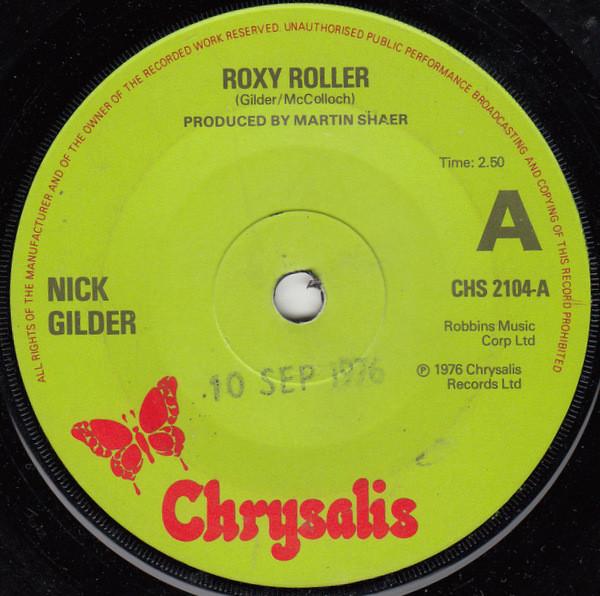 ALL RIGHTS OF THE MANUFACTURER AND OF THE OWNER OF THE RECORDED WORK RESERVED. UNAUTHORISED PUBLIC PERFORMANCE BROADCASTING AND COPYING OF THIS RECORD PROHIBITED
ROXY ROLLER
(Gilder/McColloch)
PRODUCED BY MARTIN SHAER
Time: 2.50
A
NICK
GILDER
CHS 2104-A
Robbins Music
Corp Ltd
℗ 1976 Chrysalis
Records Ltd
10 SEP 1976
Chrysalis